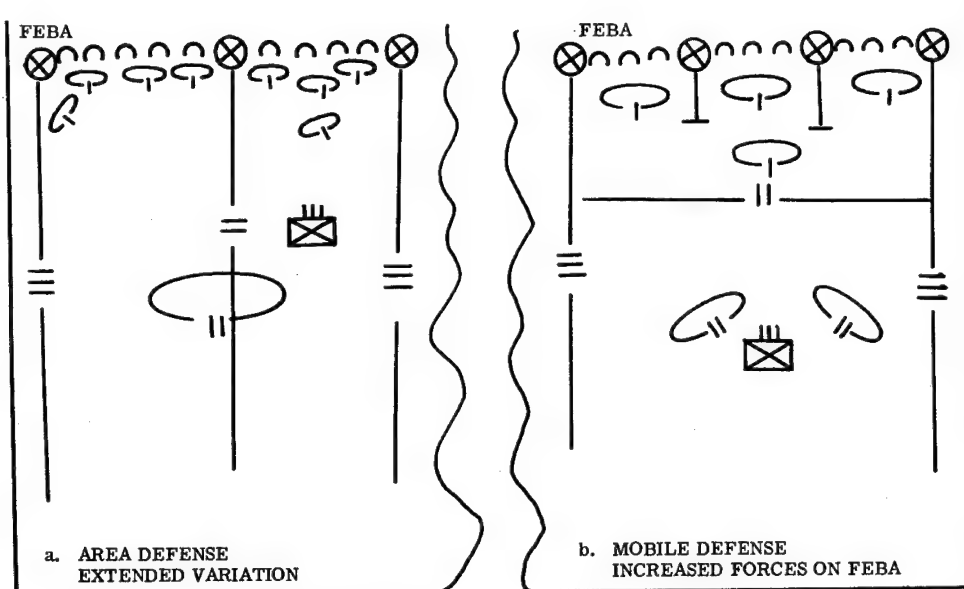 FEBA
FEBA
a. AREA DEFENSE
EXTENDED VARIATION
b. MOBILE DEFENSE
INCREASED FORCES ON FEBA